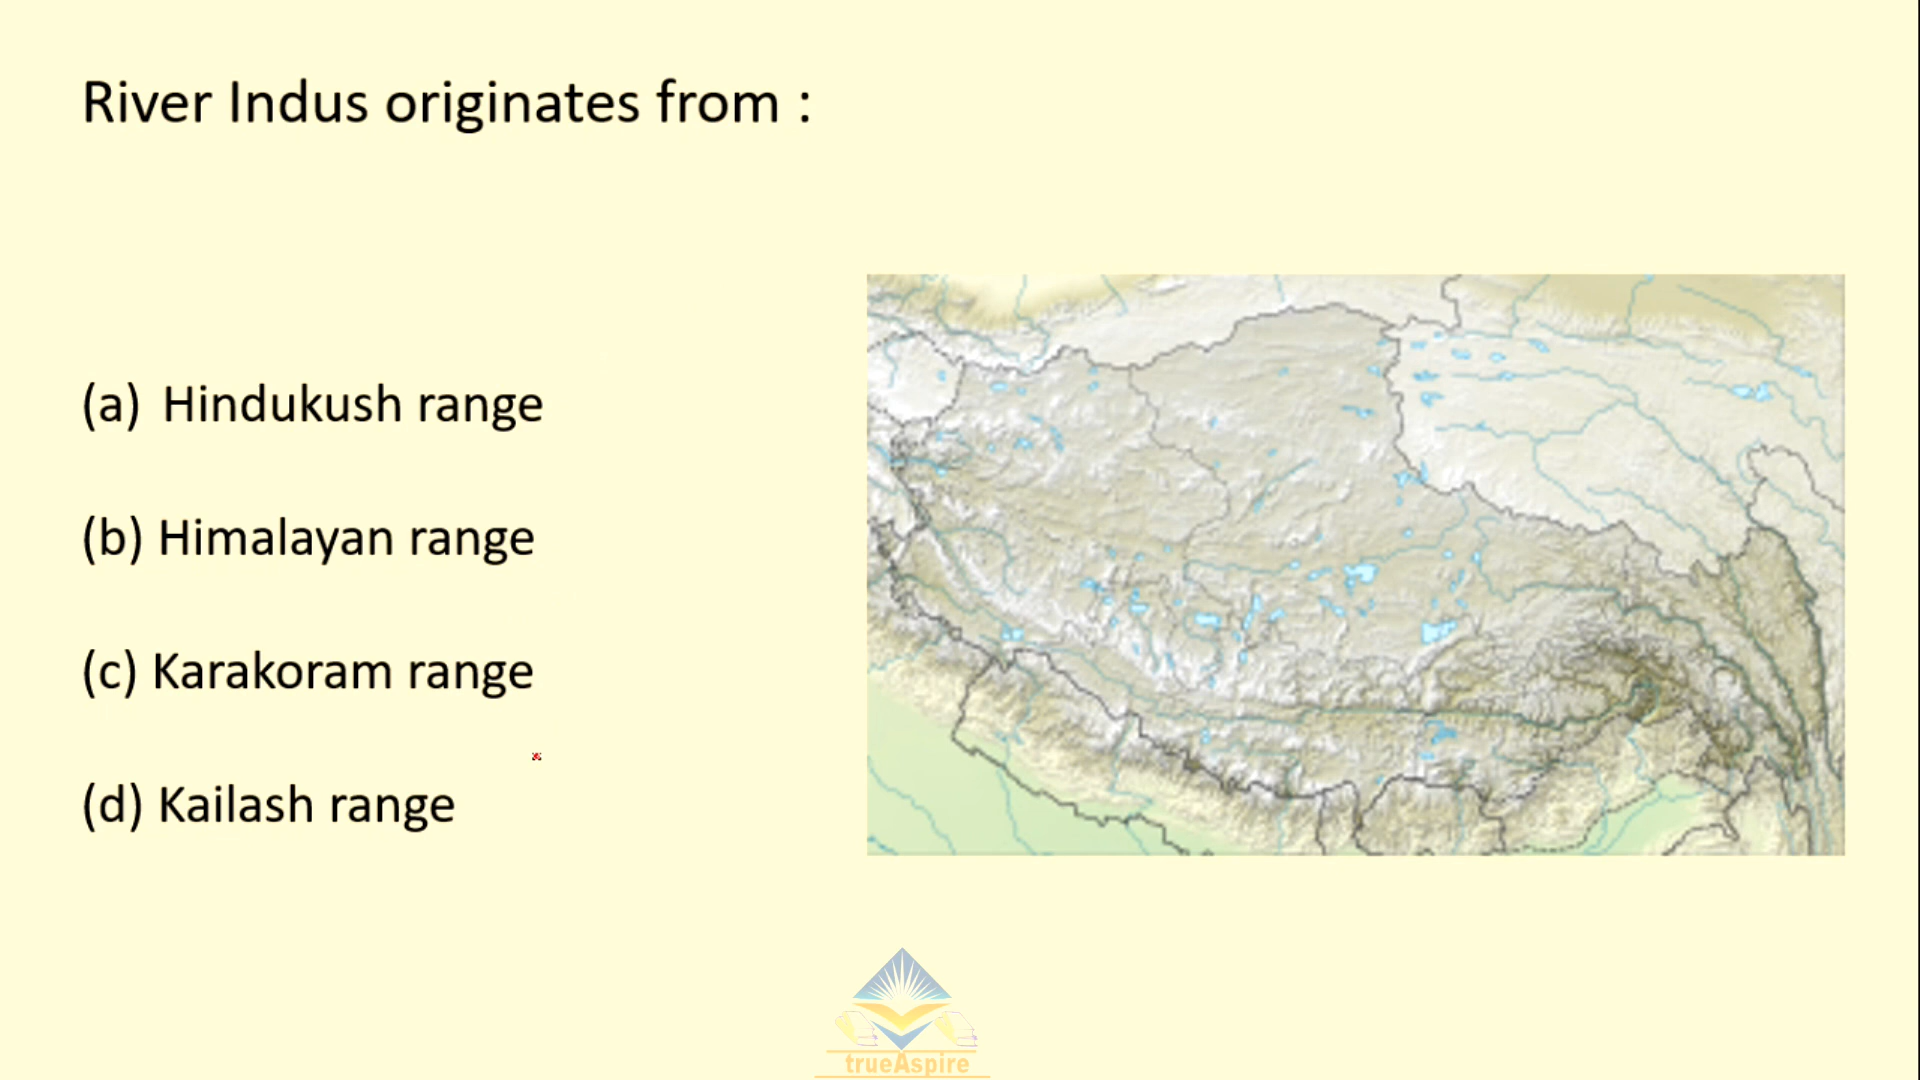 River Indus originates from :
(a) Hindukush range
(b) Himalayan range
(c) Karakoram range
(d) Kailash range
trueAspire